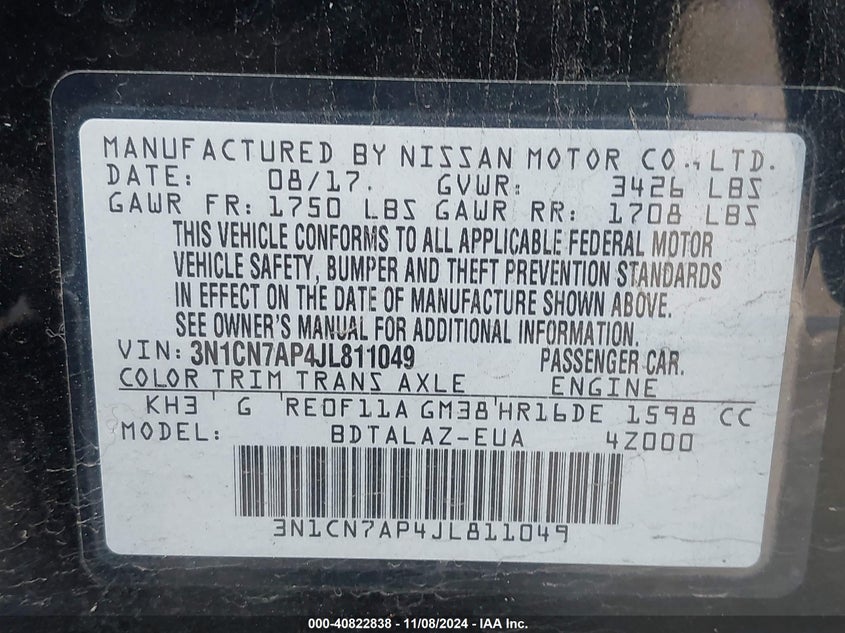 MANUFACTURED BY NISSAN MOTOR CO., LTD.
DATE: 08/17. GVWR: 3426 LBS
GAWR FR: 1750 LBS GAWR RR: 1708 LBS
THIS VEHICLE CONFORMS TO ALL APPLICABLE FEDERAL MOTOR
VEHICLE SAFETY, BUMPER AND THEFT PREVENTION STANDARDS
IN EFFECT ON THE DATE OF MANUFACTURE SHOWN ABOVE.
SEE OWNER'S MANUAL FOR ADDITIONAL INFORMATION.
VIN: 3N1CN7AP4JL811049 PASSENGER CAR.
COLOR TRIM TRANS AXLE ENGINE
KH3 G RE0F11A GM38 HR16DE 1598 CC
MODEL: BDTALAZ-EUA 4Z000
3N1CN7AP4JL811049
000-40822838 - 11/08/2024 - IAA Inc.